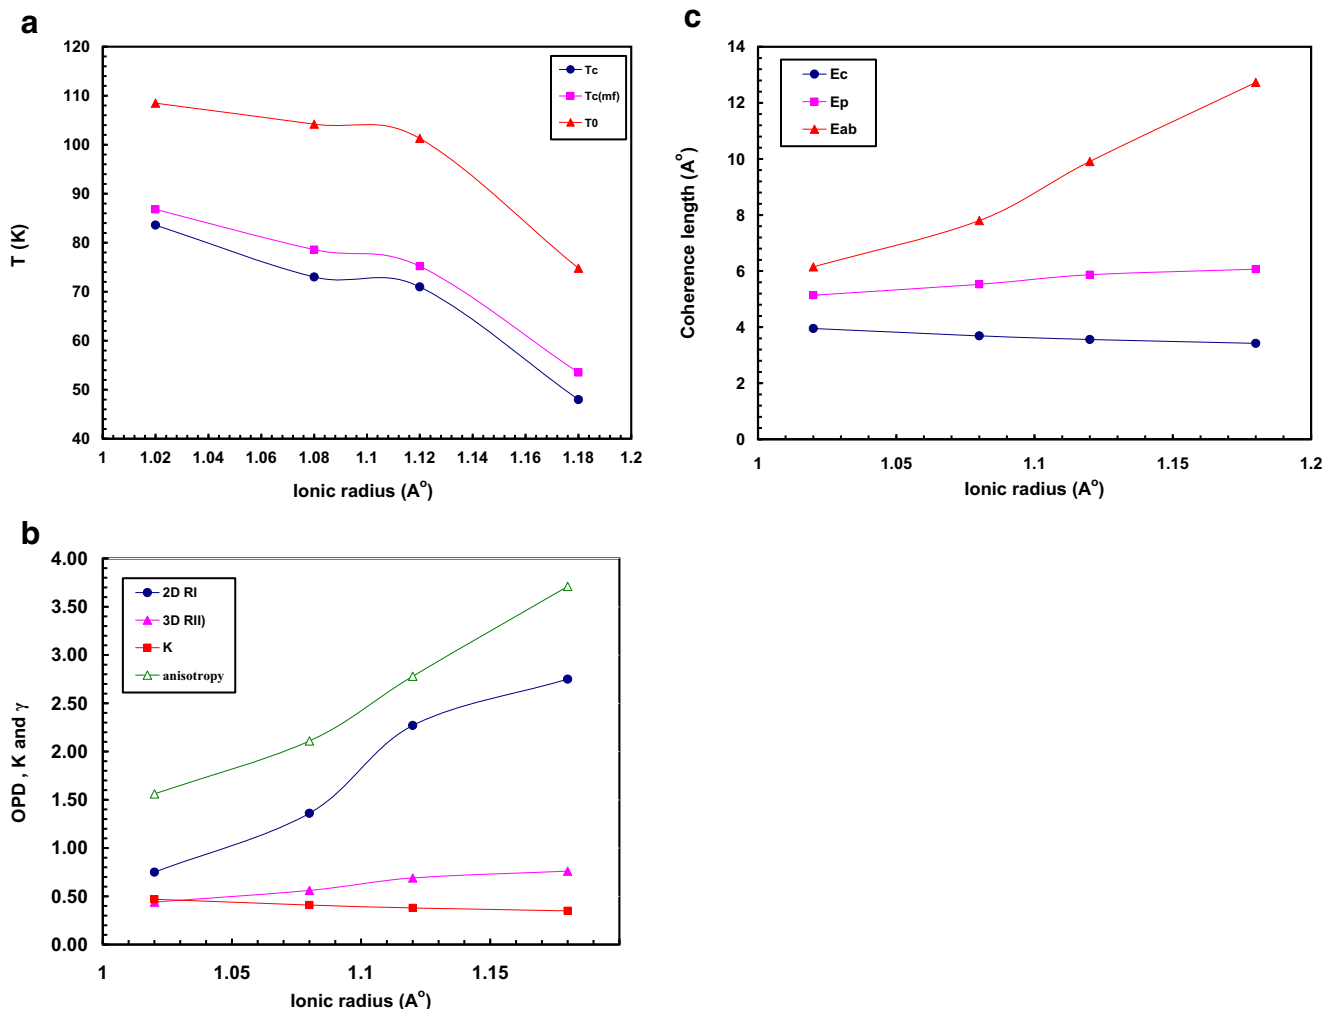 a
120
110
100
90
80
70
60
50
40
T (K)
Tc
Tc(mf)
T0
1 1.02 1.04 1.06 1.08 1.1 1.12 1.14 1.16 1.18 1.2
Ionic radius (A°)
c
14
12
10
8
6
4
2
0
Coherence length (A°)
Ec
Ep
Eab
1 1.05 1.1 1.15 1.2
Ionic radius (A°)
b
4.00
3.50
3.00
2.50
2.00
1.50
1.00
0.50
0.00
OPD , K and γ
2D RI
3D RII)
K
anisotropy
1 1.05 1.1 1.15
Ionic radius (A°)